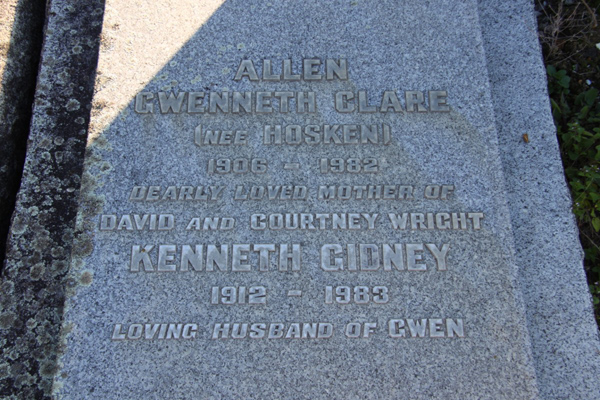 ALLEN
GWENNETH CLARE
(NEE HOSKEN)
1906 - 1982
DEARLY LOVED MOTHER OF
DAVID AND COURTNEY WRIGHT
KENNETH GIDNEY
1912 - 1983
LOVING HUSBAND OF GWEN